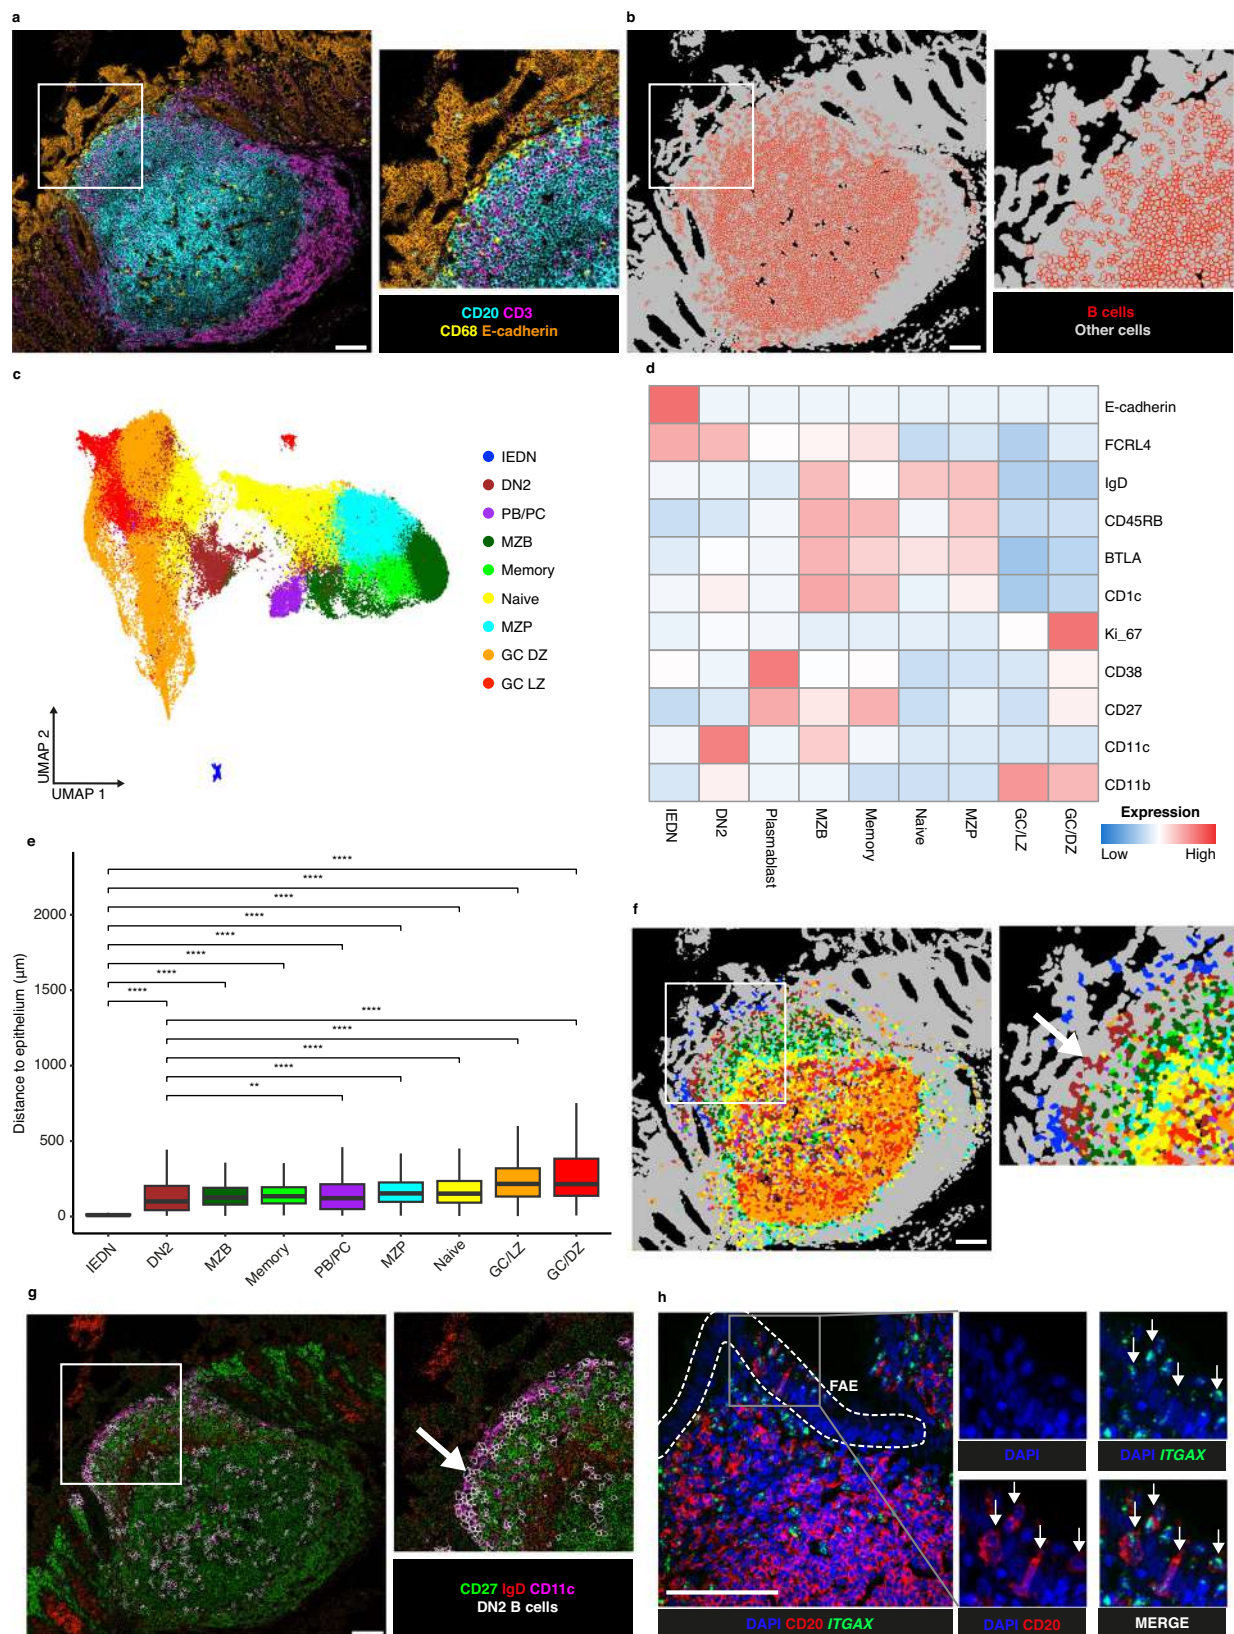 a
CD20 CD3
CD68 E-cadherin
b
B cells
Other cells
c
IEDN
DN2
PB/PC
MZB
Memory
Naive
MZP
GC DZ
GC LZ
UMAP 2
UMAP 1
d
E-cadherin
FCRL4
IgD
CD45RB
BTLA
CD1c
Ki_67
CD38
CD27
CD11c
CD11b
IEDN
DN2
Plasmablast
MZB
Memory
Naive
MZP
GC/LZ
GC/DZ
Expression
Low High
e
Distance to epithelium (µm)
2000
1500
1000
500
0
****
****
****
****
****
****
****
****
****
****
****
****
**
IEDN
DN2
MZB
Memory
PB/PC
MZP
Naive
GC/LZ
GC/DZ
f
g
CD27 IgD CD11c
DN2 B cells
h
FAE
DAPI CD20 ITGAX
DAPI
DAPI ITGAX
DAPI CD20
MERGE